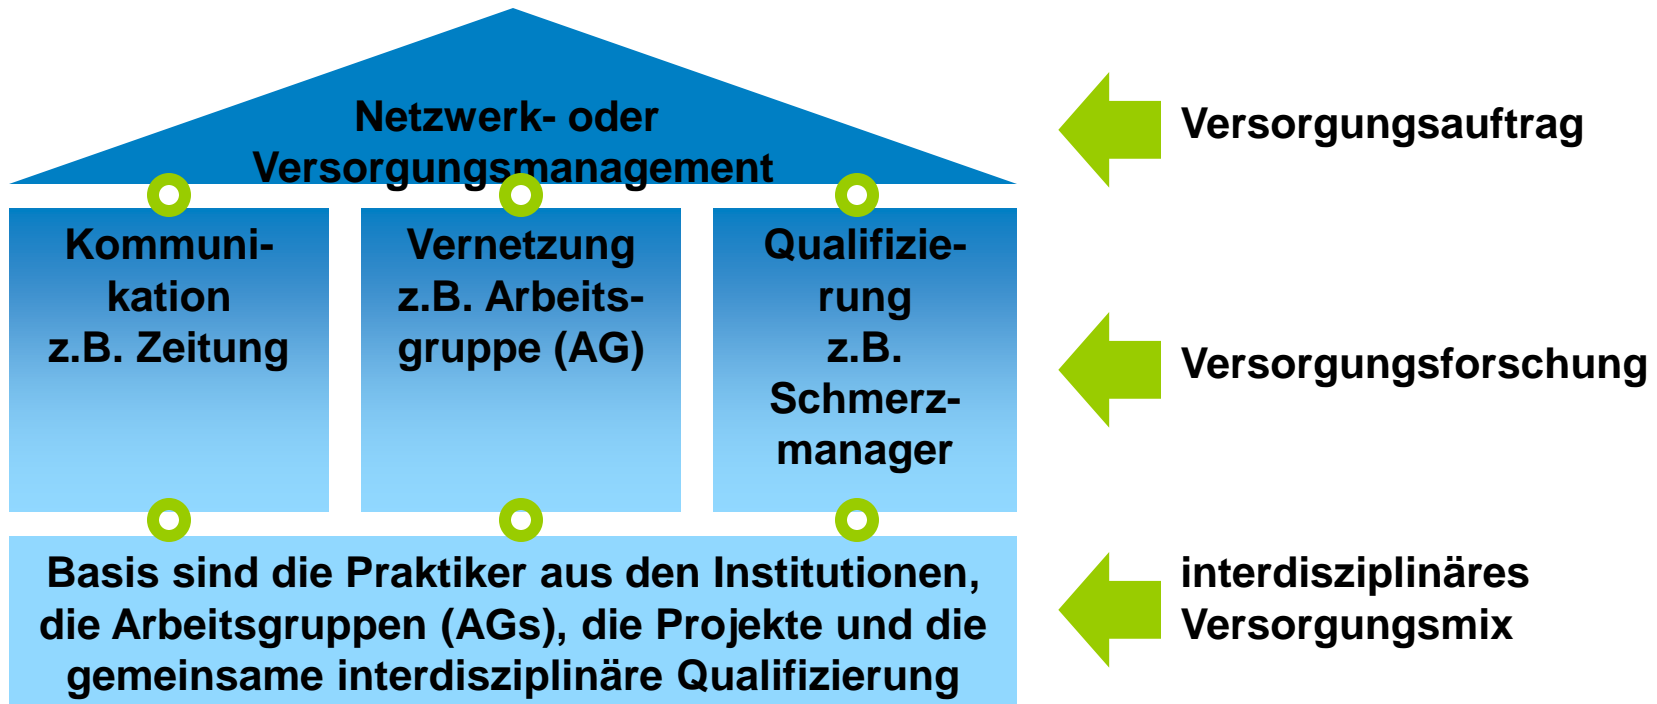 Netzwerk- oder
Versorgungsmanagement
Versorgungsauftrag
Kommuni-
kation
z.B. Zeitung
Vernetzung
z.B. Arbeits-
gruppe (AG)
Qualifizie-
rung
z.B.
Schmerz-
manager
Versorgungsforschung
Basis sind die Praktiker aus den Institutionen,
die Arbeitsgruppen (AGs), die Projekte und die
gemeinsame interdisziplinäre Qualifizierung
interdisziplinäres
Versorgungsmix